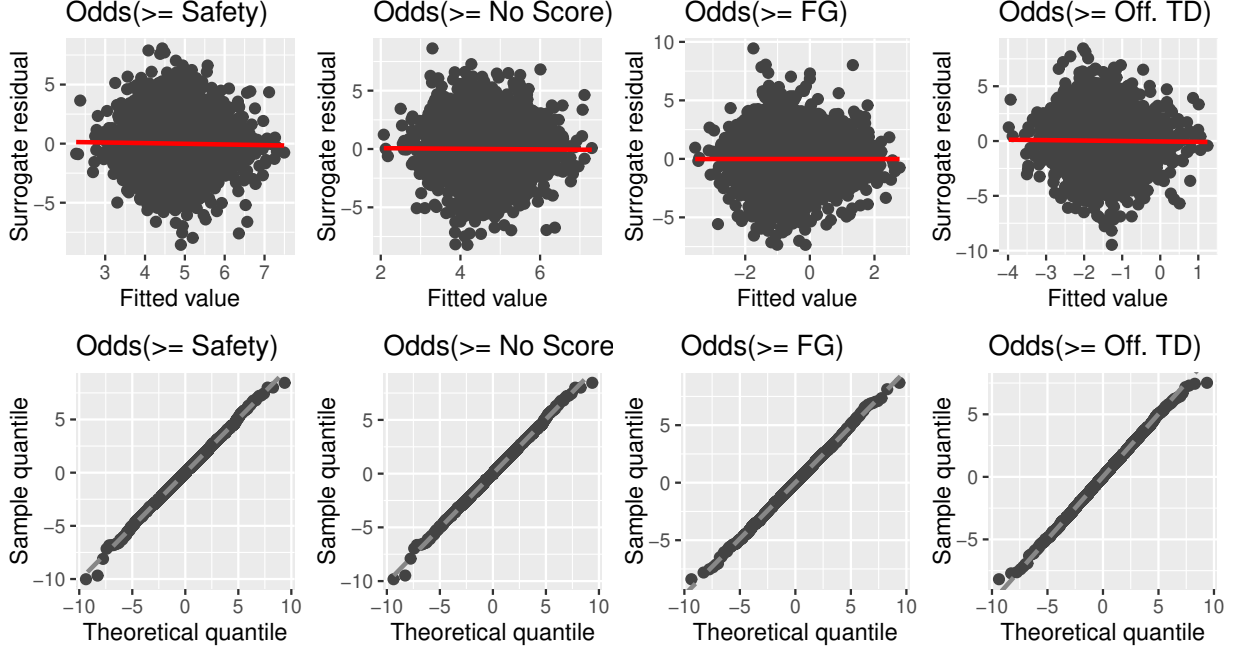 Odds(>= Safety)
Odds(>= No Score)
Odds(>= FG)
Odds(>= Off. TD)
Surrogate residual
5
0
−5
3
4
5
6
7
Fitted value
Surrogate residual
5
0
−5
2
4
6
Fitted value
Surrogate residual
10
5
0
−5
−2
0
2
Fitted value
Surrogate residual
5
0
−5
−10
−4
−3
−2
−1
0
1
Fitted value
Odds(>= Safety)
Odds(>= No Score
Odds(>= FG)
Odds(>= Off. TD)
Sample quantile
5
0
−5
−10
−10
−5
0
5
10
Theoretical quantile
Sample quantile
5
0
−5
−10
−10
−5
0
5
10
Theoretical quantile
Sample quantile
5
0
−5
−10
−5
0
5
10
Theoretical quantile
Sample quantile
5
0
−5
−10
−5
0
5
10
Theoretical quantile